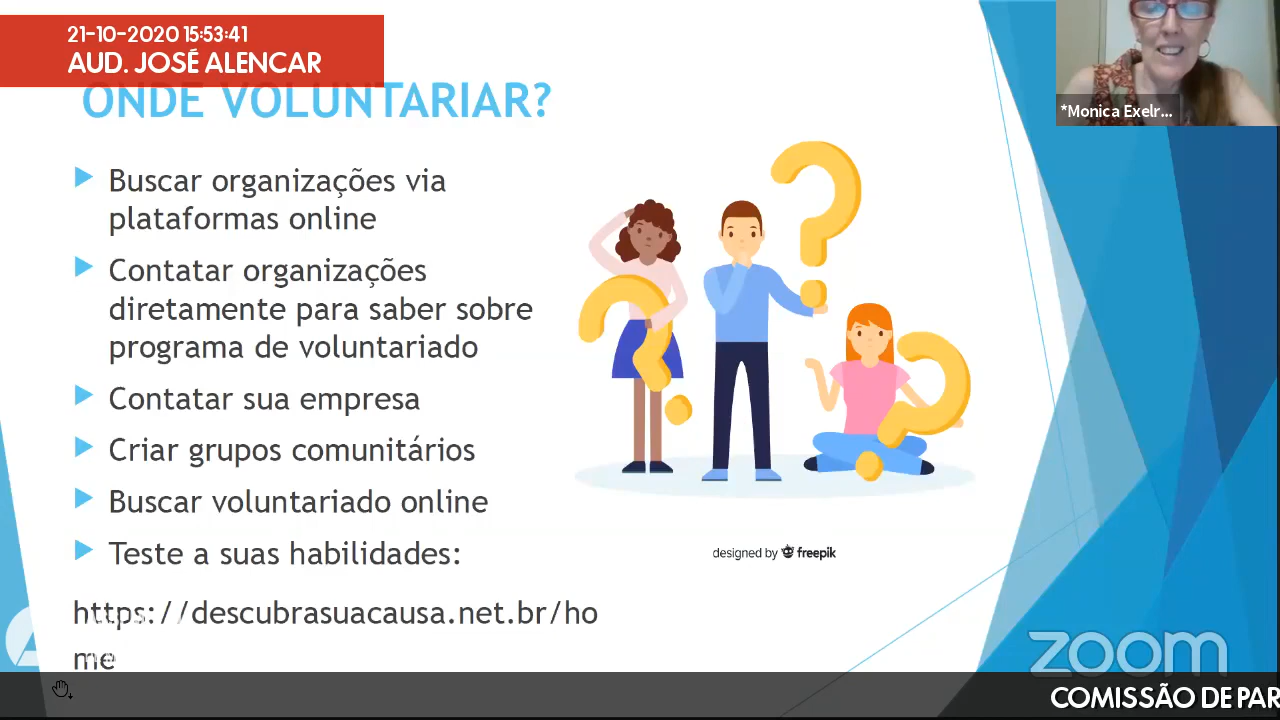 21-10-2020 15:53:41
AUD. JOSÉ ALENCAR
ONDE VOLUNTARIAR?
*Monica Exelr...
Buscar organizações via
plataformas online
Contatar organizações
diretamente para saber sobre
programa de voluntariado
Contatar sua empresa
Criar grupos comunitários
Buscar voluntariado online
Teste a suas habilidades:
https://descubrasuacausa.net.br/ho
me
designed by freepik
zoom
COMISSÃO DE PAR